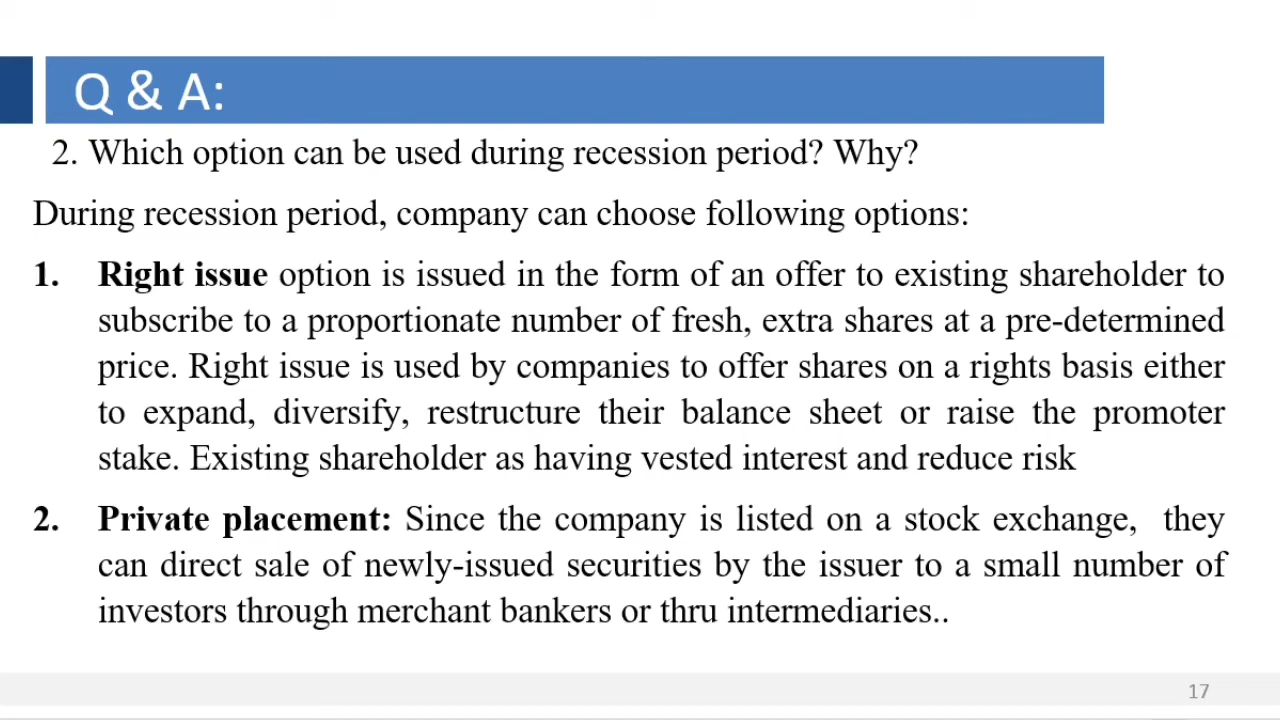 Q & A:
2. Which option can be used during recession period? Why?
During recession period, company can choose following options:
1. Right issue option is issued in the form of an offer to existing shareholder to
subscribe to a proportionate number of fresh, extra shares at a pre-determined
price. Right issue is used by companies to offer shares on a rights basis either
to expand, diversify, restructure their balance sheet or raise the promoter
stake. Existing shareholder as having vested interest and reduce risk
2. Private placement: Since the company is listed on a stock exchange, they
can direct sale of newly-issued securities by the issuer to a small number of
investors through merchant bankers or thru intermediaries..
17